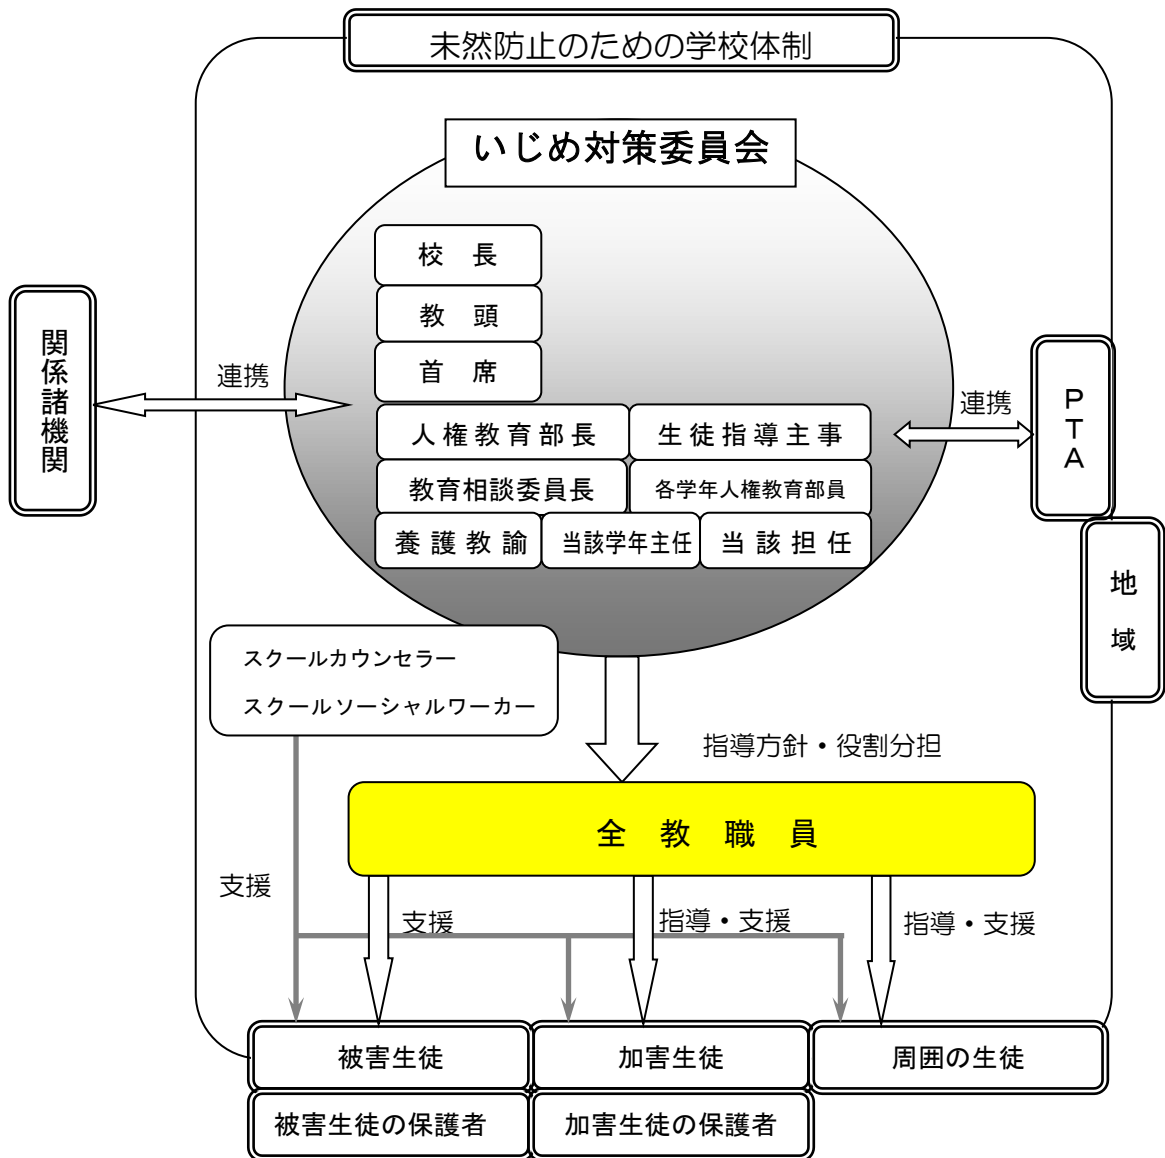 未然防止のための学校体制
いじめ対策委員会
校　長
教　頭
首　席
人権教育部長
生徒指導主事
教育相談委員長
各学年人権教育部員
養護教諭
当該学年主任
当該担任
関係諸機関
連携
連携
PTA
地域
スクールカウンセラー
スクールソーシャルワーカー
指導方針・役割分担
全　教　職　員
支援
支援
指導・支援
指導・支援
被害生徒
加害生徒
周囲の生徒
被害生徒の保護者
加害生徒の保護者